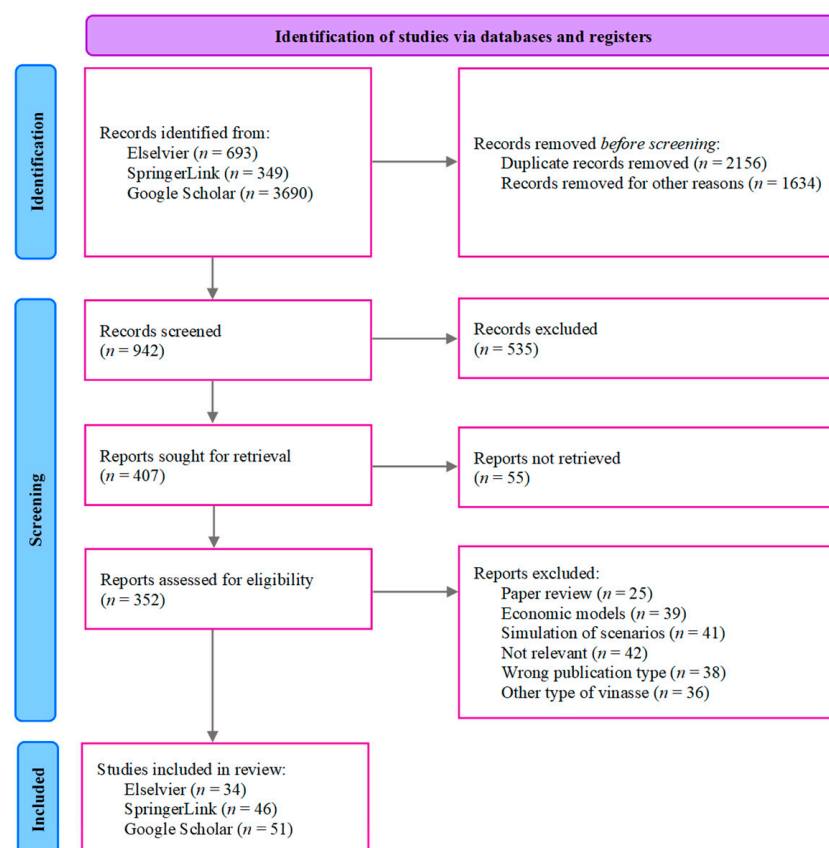 Identification of studies via databases and registers
Identification
Records identified from:
Elselvier (n = 693)
SpringerLink (n = 349)
Google Scholar (n = 3690)
Records removed before screening:
Duplicate records removed (n = 2156)
Records removed for other reasons (n = 1634)
Screening
Records screened
(n = 942)
Records excluded
(n = 535)
Reports sought for retrieval
(n = 407)
Reports not retrieved
(n = 55)
Reports assessed for eligibility
(n = 352)
Reports excluded:
Paper review (n = 25)
Economic models (n = 39)
Simulation of scenarios (n = 41)
Not relevant (n = 42)
Wrong publication type (n = 38)
Other type of vinasse (n = 36)
Included
Studies included in review:
Elselvier (n = 34)
SpringerLink (n = 46)
Google Scholar (n = 51)